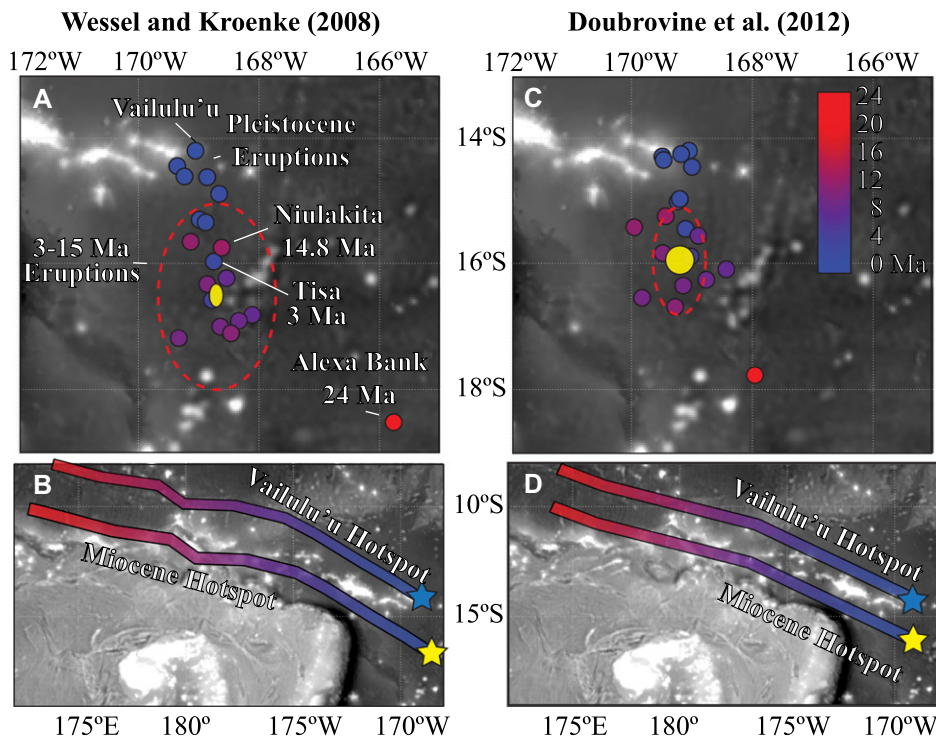 Wessel and Kroenke (2008)
Doubrovine et al. (2012)
172ºW 170ºW 166ºW
172ºW 170ºW 168ºW 166ºW
A
Vailulu’u
Pleistocene
Eruptions
3-15 Ma
Eruptions
Niulakita
14.8 Ma
Tisa
3 Ma
Alexa Bank
24 Ma
14ºS
16ºS
18ºS
C
24
20
16
12
8
4
0 Ma
B
Vailulu’u Hotspot
Miocene Hotspot
10ºS
15ºS
D
Vailulu’u Hotspot
Miocene Hotspot
175ºE 180º 175ºW 170ºW
175ºE 180º 175ºW 170ºW